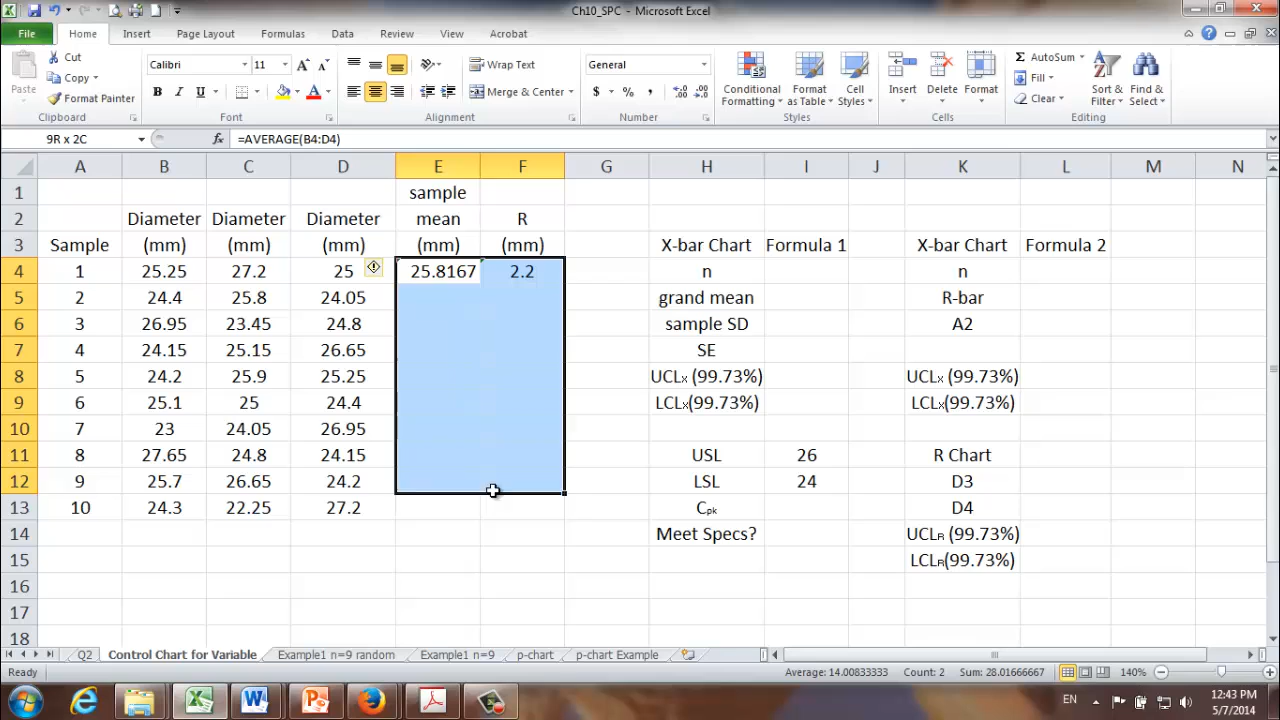 Ch10_SPC - Microsoft Excel
File Home Insert Page Layout Formulas Data Review View Acrobat
Cut
Copy
Format Painter
Paste
Clipboard
Calibri 11
B I U
Font
Wrap Text
Merge & Center
Alignment
General
$ % ,
Number
Conditional Formatting
Format as Table
Cell Styles
Styles
Insert Delete Format
Cells
AutoSum
Fill
Clear
Sort & Filter
Find & Select
Editing
9R x 2C fx =AVERAGE(B4:D4)
A B C D E F G H I J K L M N
1 sample
2 Diameter Diameter Diameter mean R
3 Sample (mm) (mm) (mm) (mm) (mm) X-bar Chart Formula 1 X-bar Chart Formula 2
4 1 25.25 27.2 25 25.8167 2.2 n n
5 2 24.4 25.8 24.05 grand mean R-bar
6 3 26.95 23.45 24.8 sample SD A2
7 4 24.15 25.15 26.65 SE
8 5 24.2 25.9 25.25 UCLx (99.73%) UCLx (99.73%)
9 6 25.1 25 24.4 LCLx(99.73%) LCLx(99.73%)
10 7 23 24.05 26.95
11 8 27.65 24.8 24.15 USL 26 R Chart
12 9 25.7 26.65 24.2 LSL 24 D3
13 10 24.3 22.25 27.2 Cpk D4
14 Meet Specs? UCLR (99.73%)
15 LCLR(99.73%)
16
17
18
Q2 Control Chart for Variable Example1 n=9 random Example1 n=9 p-chart p-chart Example
Ready Average: 14.00833333 Count: 2 Sum: 28.01666667 140%
EN 12:43 PM
5/7/2014